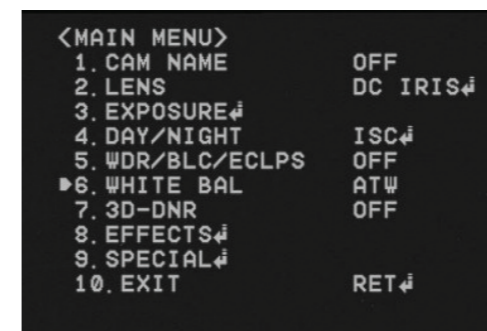 <MAIN MENU>
1. CAM NAME OFF
2. LENS DC IRIS↲
3. EXPOSURE↲
4. DAY/NIGHT ISC↲
5. WDR/BLC/ECLPS OFF
6. WHITE BAL ATW
7. 3D-DNR OFF
8. EFFECTS↲
9. SPECIAL↲
10. EXIT RET↲